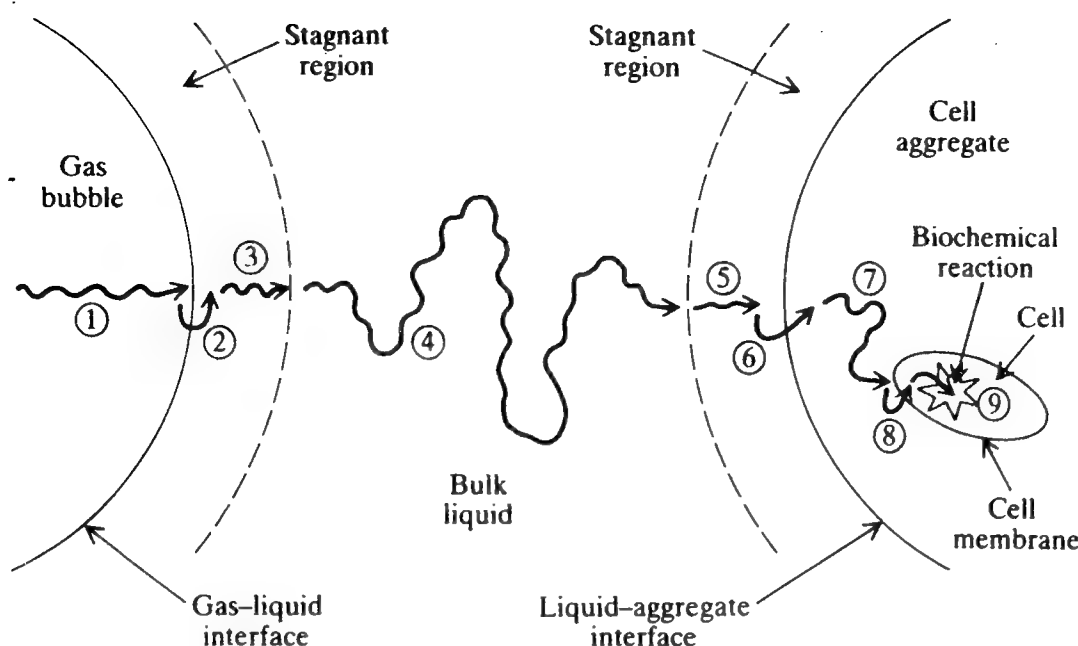 Stagnant
region
Stagnant
region
Cell
aggregate
Gas
bubble
Biochemical
reaction
Cell
①
②
③
④
⑤
⑥
⑦
⑧
⑨
Bulk
liquid
Cell
membrane
Gas–liquid
interface
Liquid–aggregate
interface